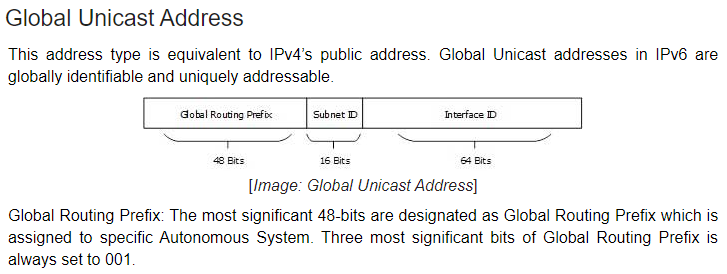 Global Unicast Address
This address type is equivalent to IPv4's public address. Global Unicast addresses in IPv6 are
globally identifiable and uniquely addressable.
Global Routing Prefix Subnet ID Interface ID
48 Bits 16 Bits 64 Bits
[Image: Global Unicast Address]
Global Routing Prefix: The most significant 48-bits are designated as Global Routing Prefix which is
assigned to specific Autonomous System. Three most significant bits of Global Routing Prefix is
always set to 001.